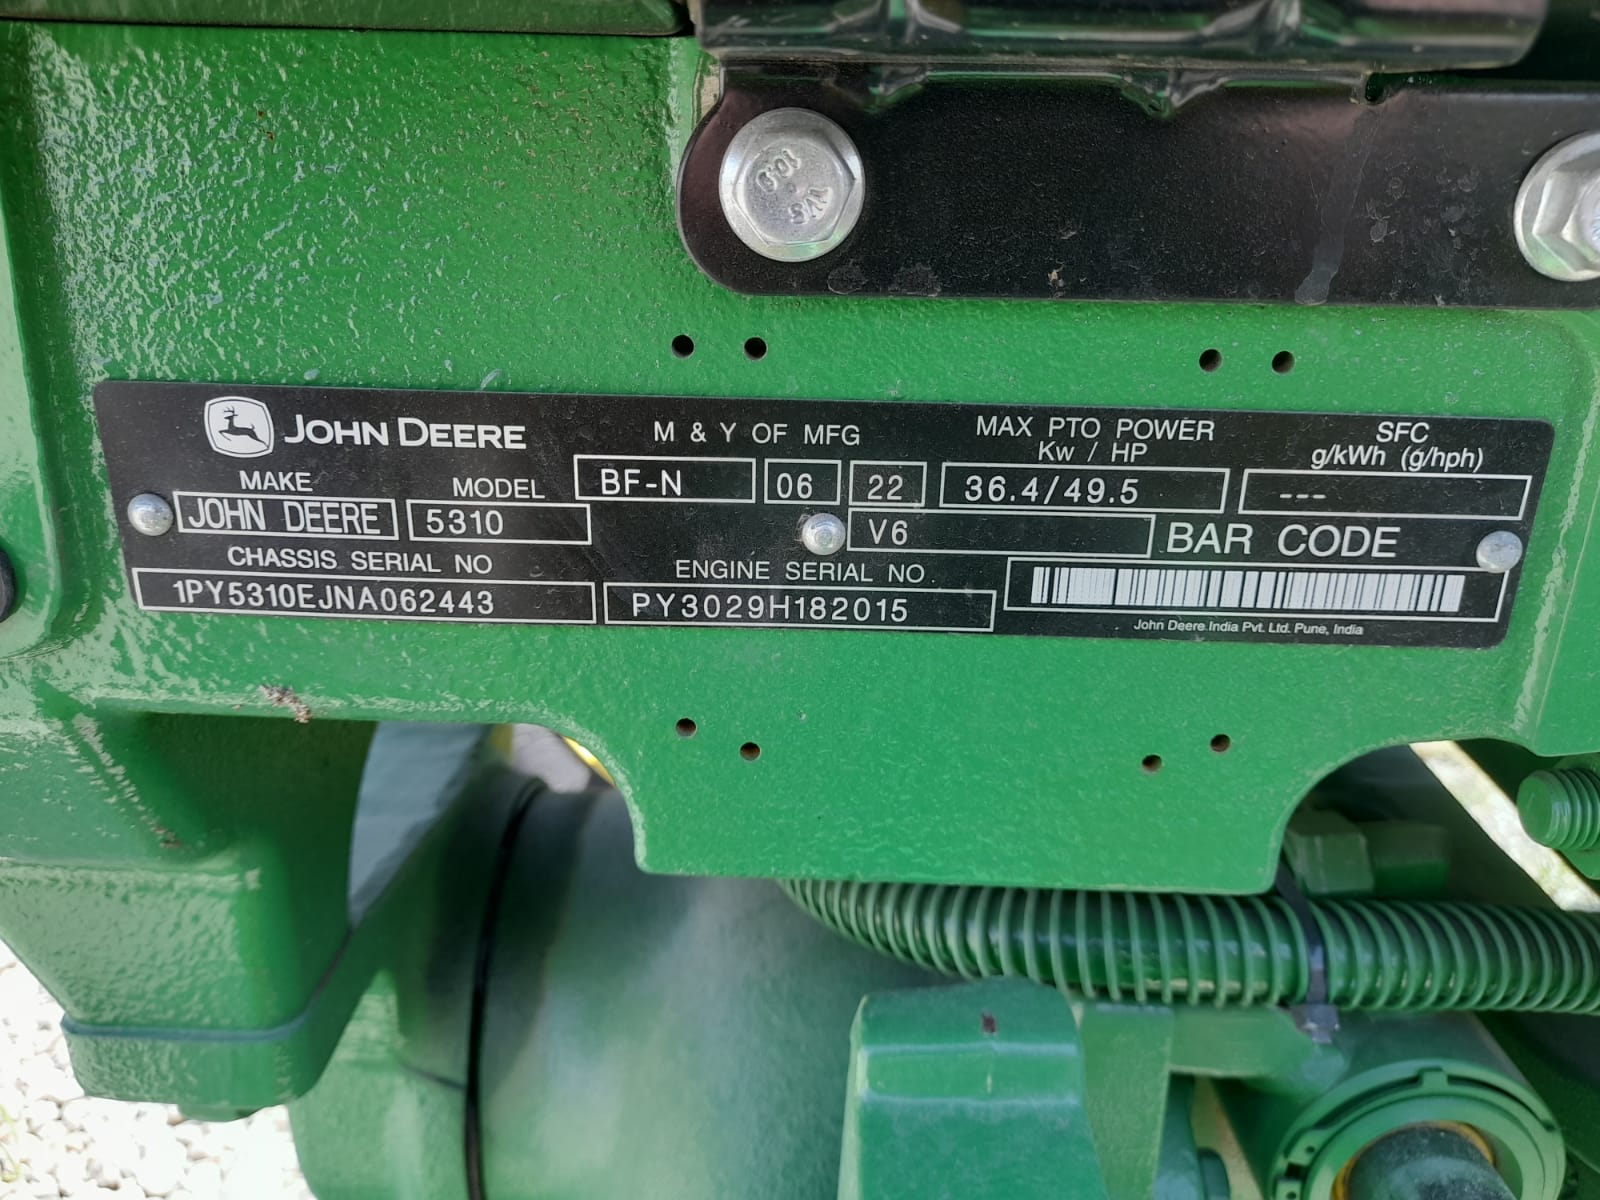 10.9
VVS
JOHN DEERE
M & Y OF MFG
MAX PTO POWER
Kw / HP
SFC
g/kWh (g/hph)
MAKE
MODEL
BF-N
06
22
36.4/49.5
---
JOHN DEERE
5310
V6
BAR CODE
CHASSIS SERIAL NO
ENGINE SERIAL NO.
1PY5310EJNA062443
PY3029H182015
John Deere India Pvt. Ltd. Pune, India